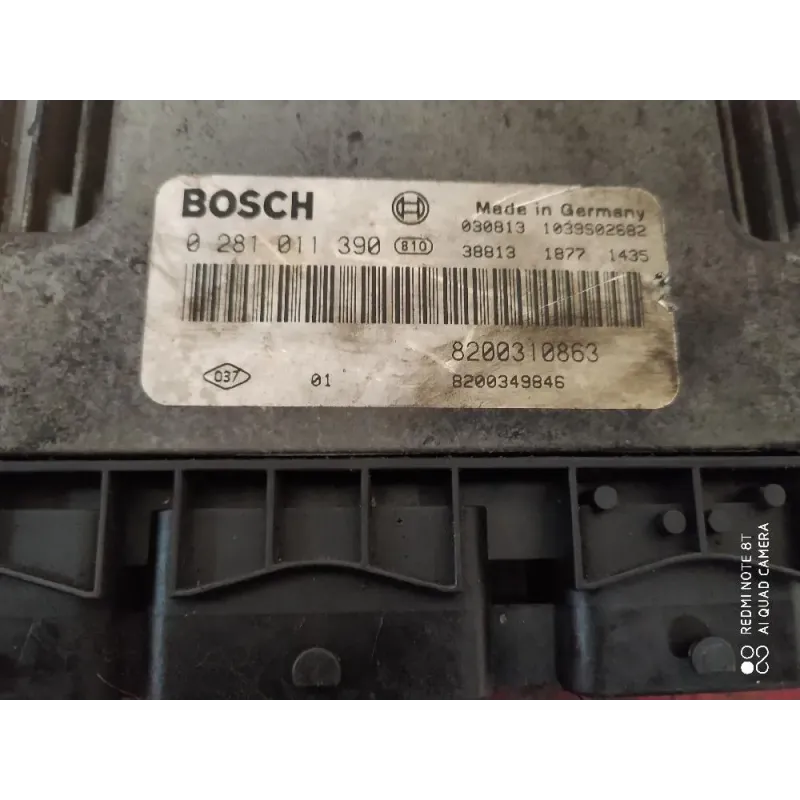 BOSCH
Made in Germany
0 281 011 390 810
030813 1039S02682
38813 1877 1435
8200310863
037 01 8200349846
REDMI NOTE 8T
AI QUAD CAMERA